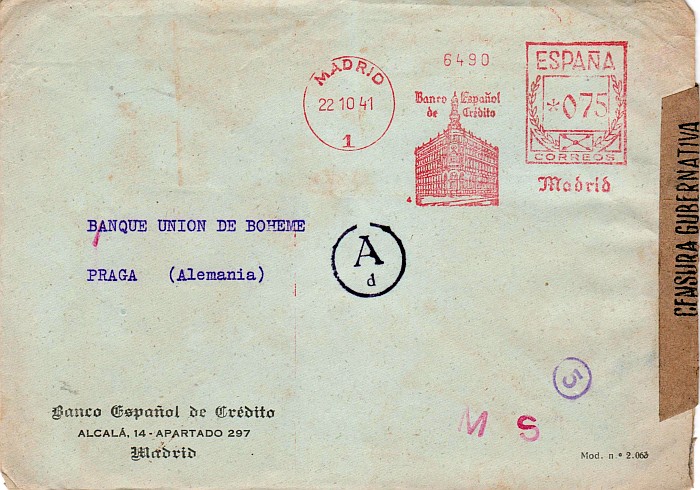 6490
MADRID
22 10 41
1
Banco Español
de Crédito
4
ESPAÑA
*075
CORREOS
Madrid
CENSURA GUBERNATIVA
BANQUE UNION DE BOHEME
PRAGA (Alemania)
A
d
5
M S
Banco Español de Crédito
ALCALÁ, 14 - APARTADO 297
Madrid
Mod. n.º 2.063